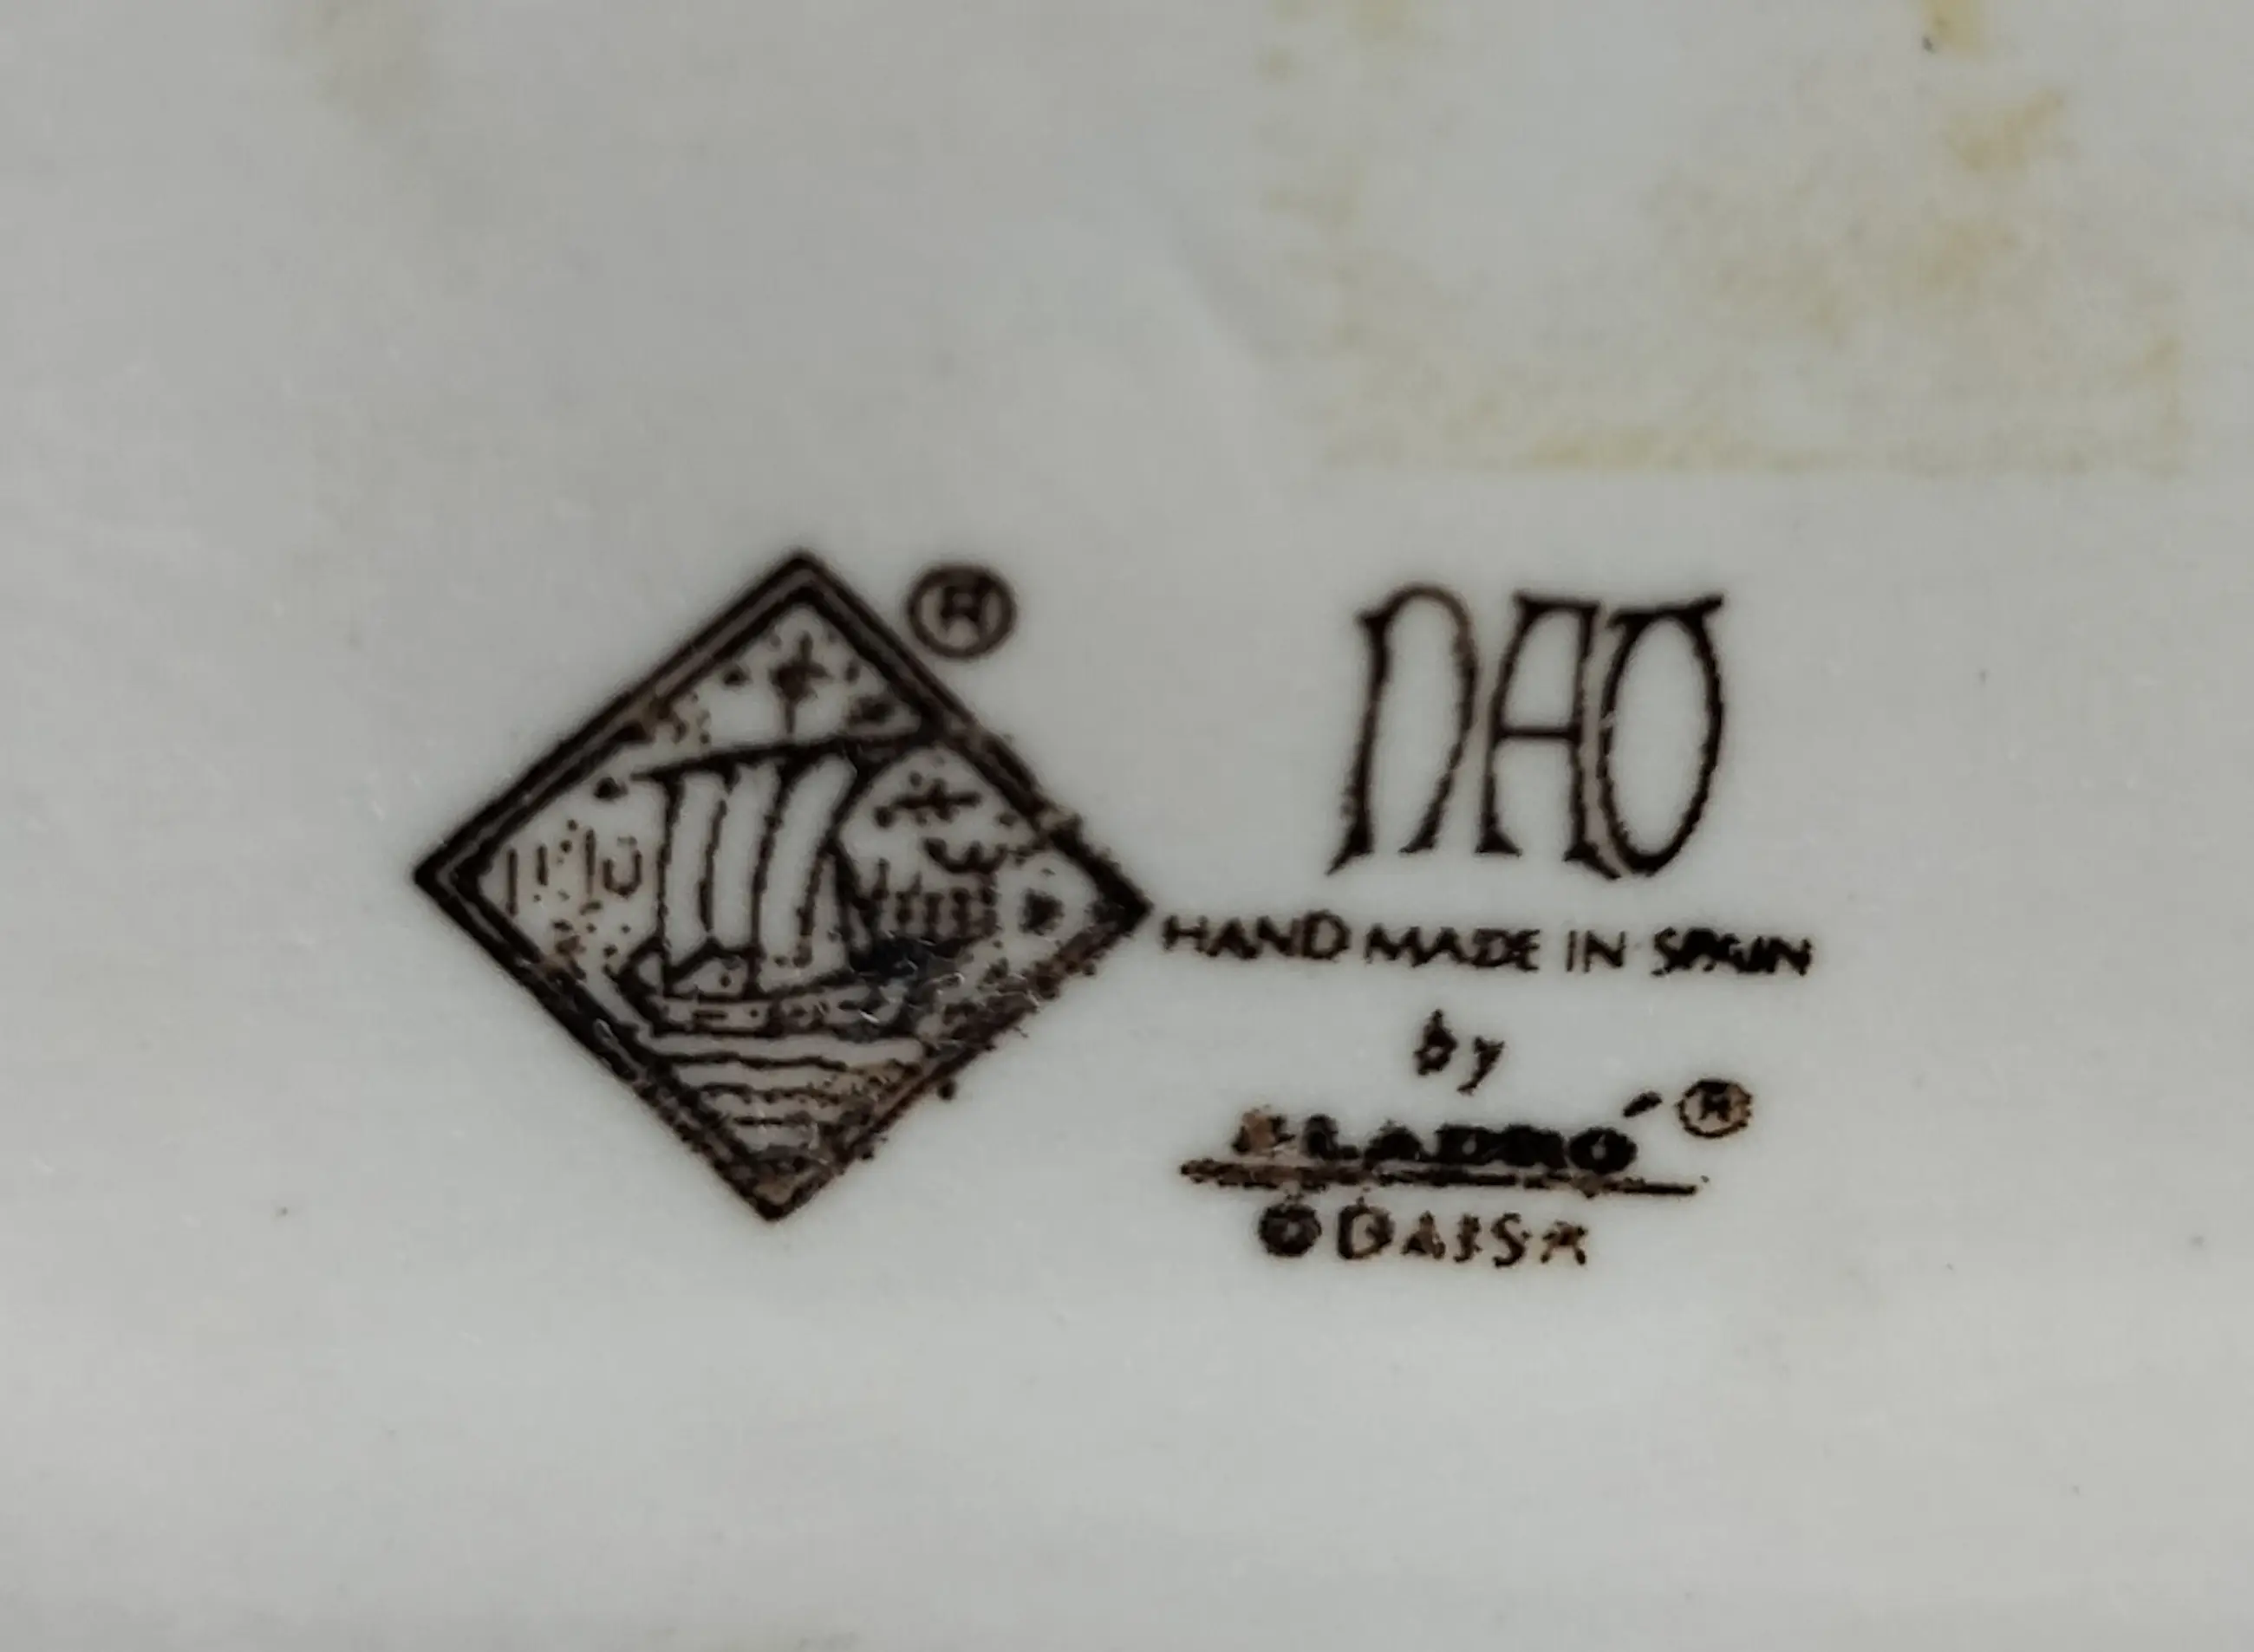 ®
NAO
HAND MADE IN SPAIN
by
LLADRÓ ®
© DAISA